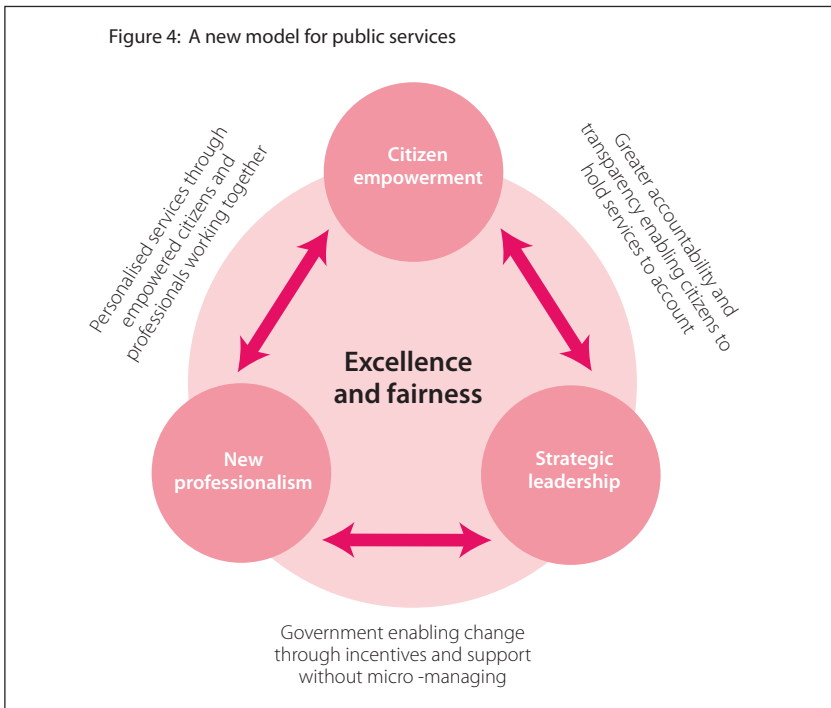 Figure 4: A new model for public services
Citizen
empowerment
Personalised services through
empowered citizens and
professionals working together
Greater accountability and
transparency enabling citizens to
hold services to account
Excellence
and fairness
New
professionalism
Strategic
leadership
Government enabling change
through incentives and support
without micro -managing